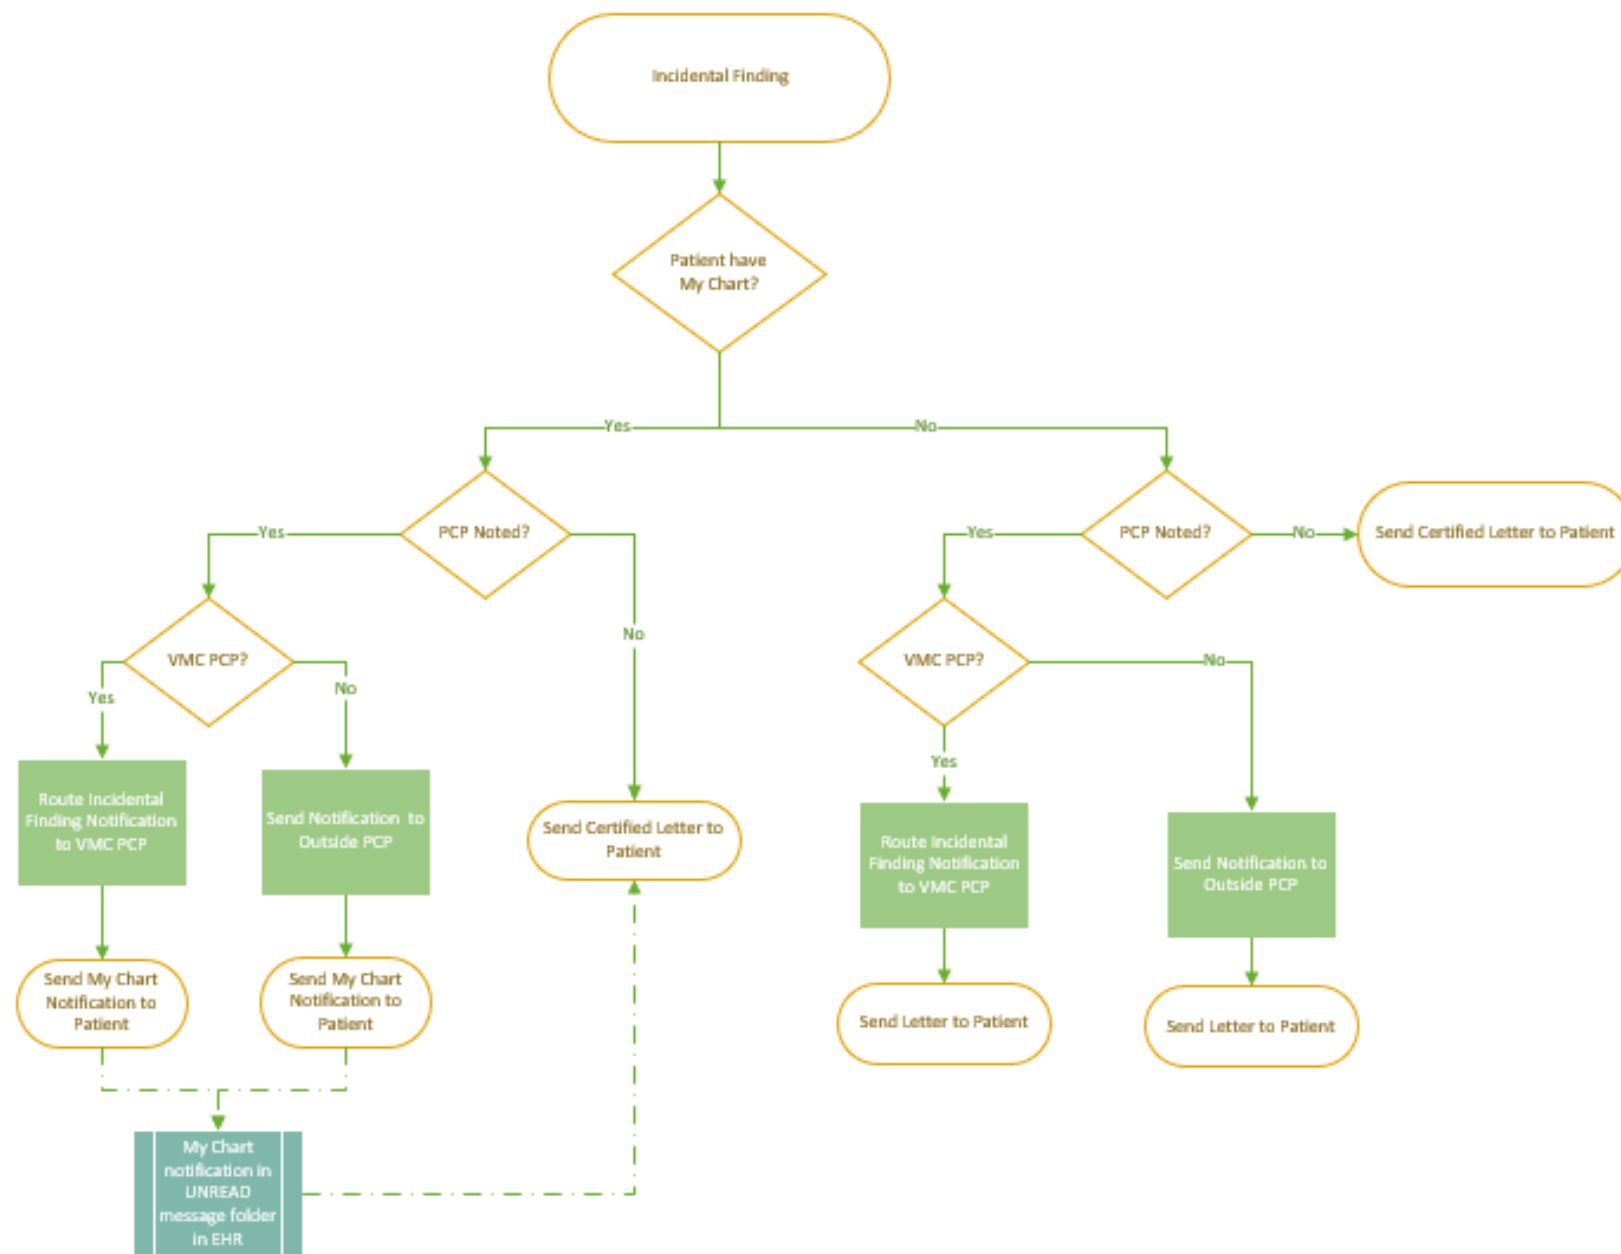 Incidental Finding
Patient have
My Chart?
Yes
No
PCP Noted?
Yes
No
PCP Noted?
Yes
No
Send Certified Letter to Patient
VMC PCP?
Yes
No
VMC PCP?
Yes
No
Route Incidental
Finding Notification
to VMC PCP
Send Notification to
Outside PCP
Send Certified Letter to
Patient
Route Incidental
Finding Notification
to VMC PCP
Send Notification to
Outside PCP
Send My Chart
Notification to
Patient
Send My Chart
Notification to
Patient
Send Letter to Patient
Send Letter to Patient
My Chart
notification in
UNREAD
message folder
in EHR